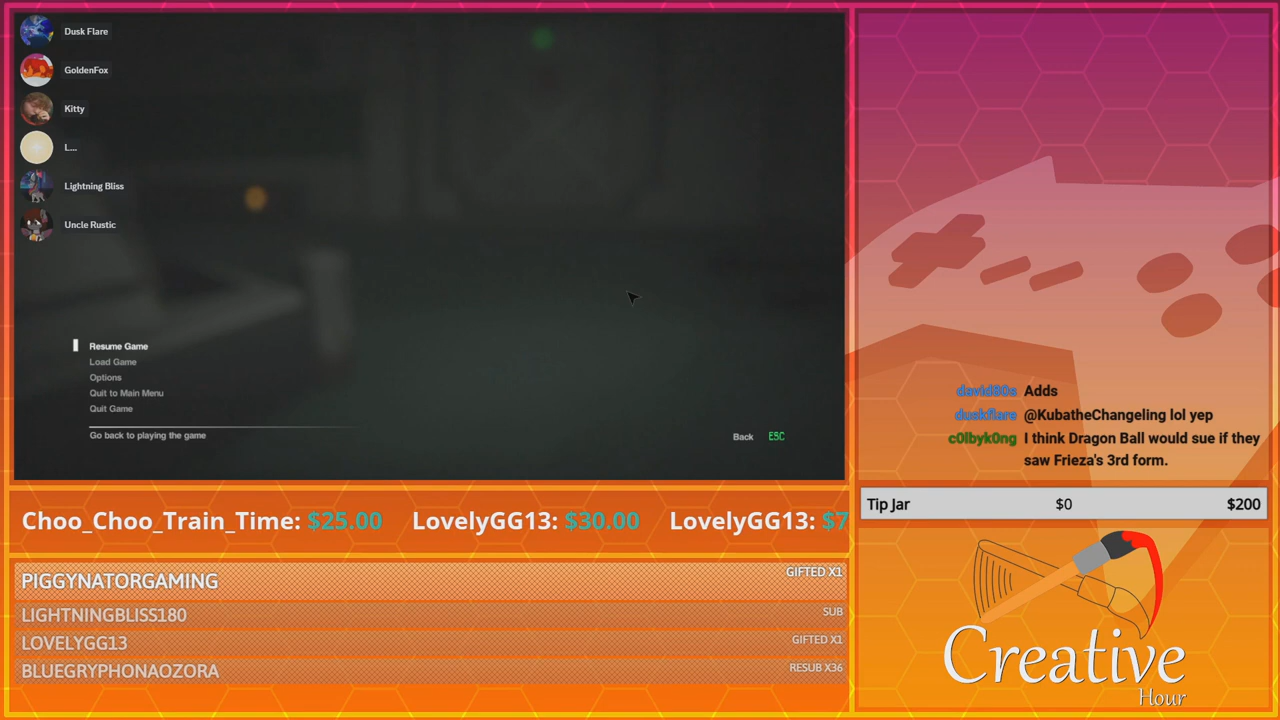 Dusk Flare
GoldenFox
Kitty
L...
Lightning Bliss
Uncle Rustic
Resume Game
Load Game
Options
Quit to Main Menu
Quit Game
Go back to playing the game
Back ESC
david80s Adds
duskflare @KubatheChangeling lol yep
c0lbyk0ng I think Dragon Ball would sue if they
saw Frieza's 3rd form.
Tip Jar $0 $200
Choo_Choo_Train_Time: $25.00 LovelyGG13: $30.00 LovelyGG13: $7
PIGGYNATORGAMING GIFTED X1
LIGHTNINGBLISS180 SUB
LOVELYGG13 GIFTED X1
BLUEGRYPHONAOZORA RESUB X36
Creative
Hour